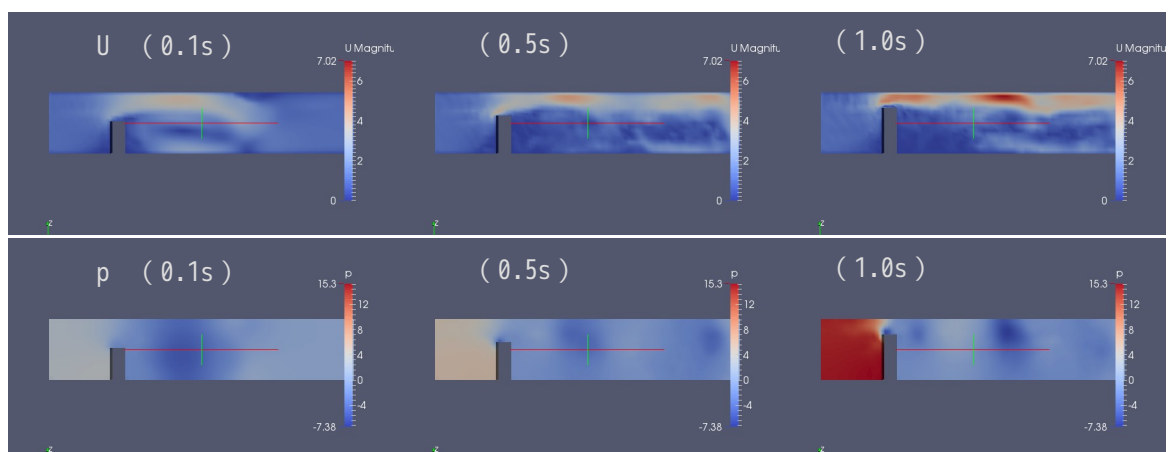 U (0.1s) (0.5s) (1.0s)
U Magnitu U Magnitu U Magnitu
7.02 7.02 7.02
6 6 6
4 4 4
2 2 2
0 0 0
z z z
p (0.1s) (0.5s) (1.0s)
p p p
15.3 15.3 15.3
12 12 12
8 8 8
4 4 4
0 0 0
-4 -4 -4
-7.38 -7.38 -7.38
z z z